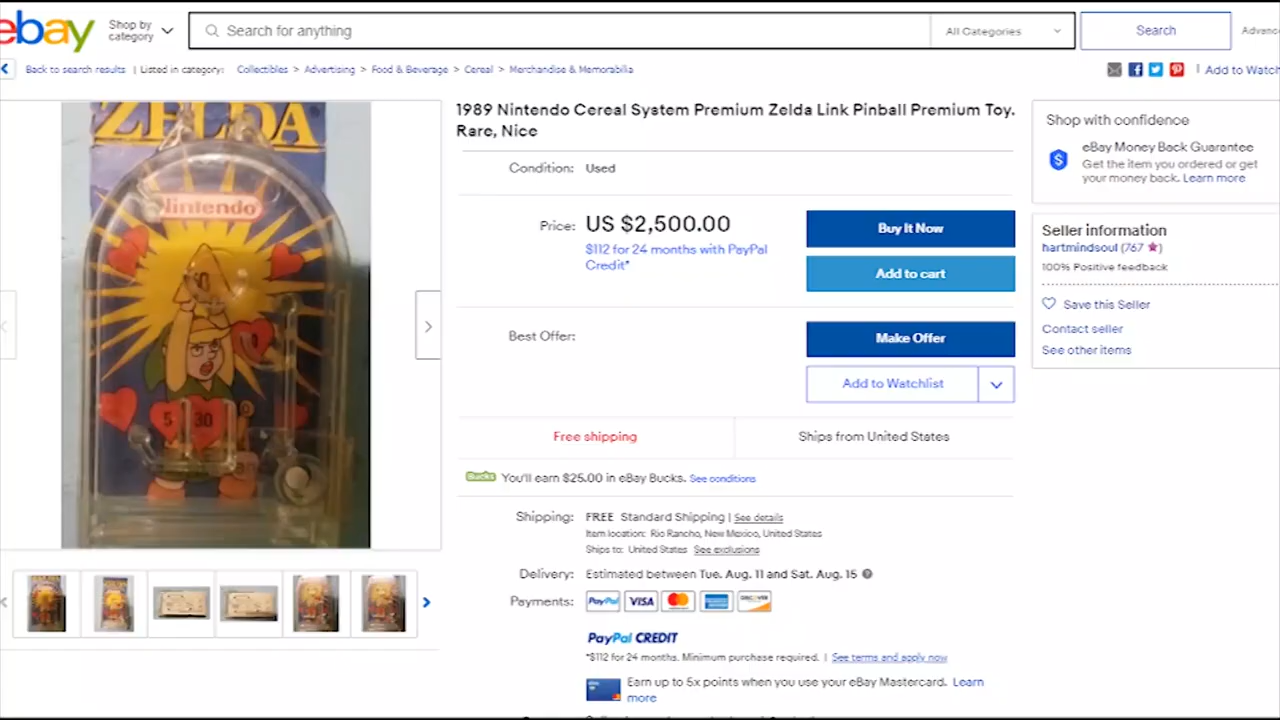 ebay
Shop by category
Search for anything
All Categories
Search
Back to search results | Listed in category: Collectibles > Advertising > Food & Beverage > Cereal > Merchandise & Memorabilia
| Add to Watch
ZELDA
Nintendo
5 30
1989 Nintendo Cereal System Premium Zelda Link Pinball Premium Toy.
Rare, Nice
Condition: Used
Price: US $2,500.00
$112 for 24 months with PayPal
Credit*
Buy It Now
Add to cart
Best Offer:
Make Offer
Add to Watchlist
Free shipping
Ships from United States
Bucks You'll earn $25.00 in eBay Bucks. See conditions
Shipping: FREE Standard Shipping | See details
Item location: Rio Rancho, New Mexico, United States
Ships to: United States See exclusions
Delivery: Estimated between Tue. Aug. 11 and Sat. Aug. 15
Payments: PayPal VISA DISCOVER
PayPal CREDIT
*$112 for 24 months. Minimum purchase required. | See terms and apply now
Earn up to 5x points when you use your eBay Mastercard. Learn
more
Shop with confidence
eBay Money Back Guarantee
Get the item you ordered or get
your money back. Learn more
Seller information
hartmindsoul (767)
100% Positive feedback
Save this Seller
Contact seller
See other items